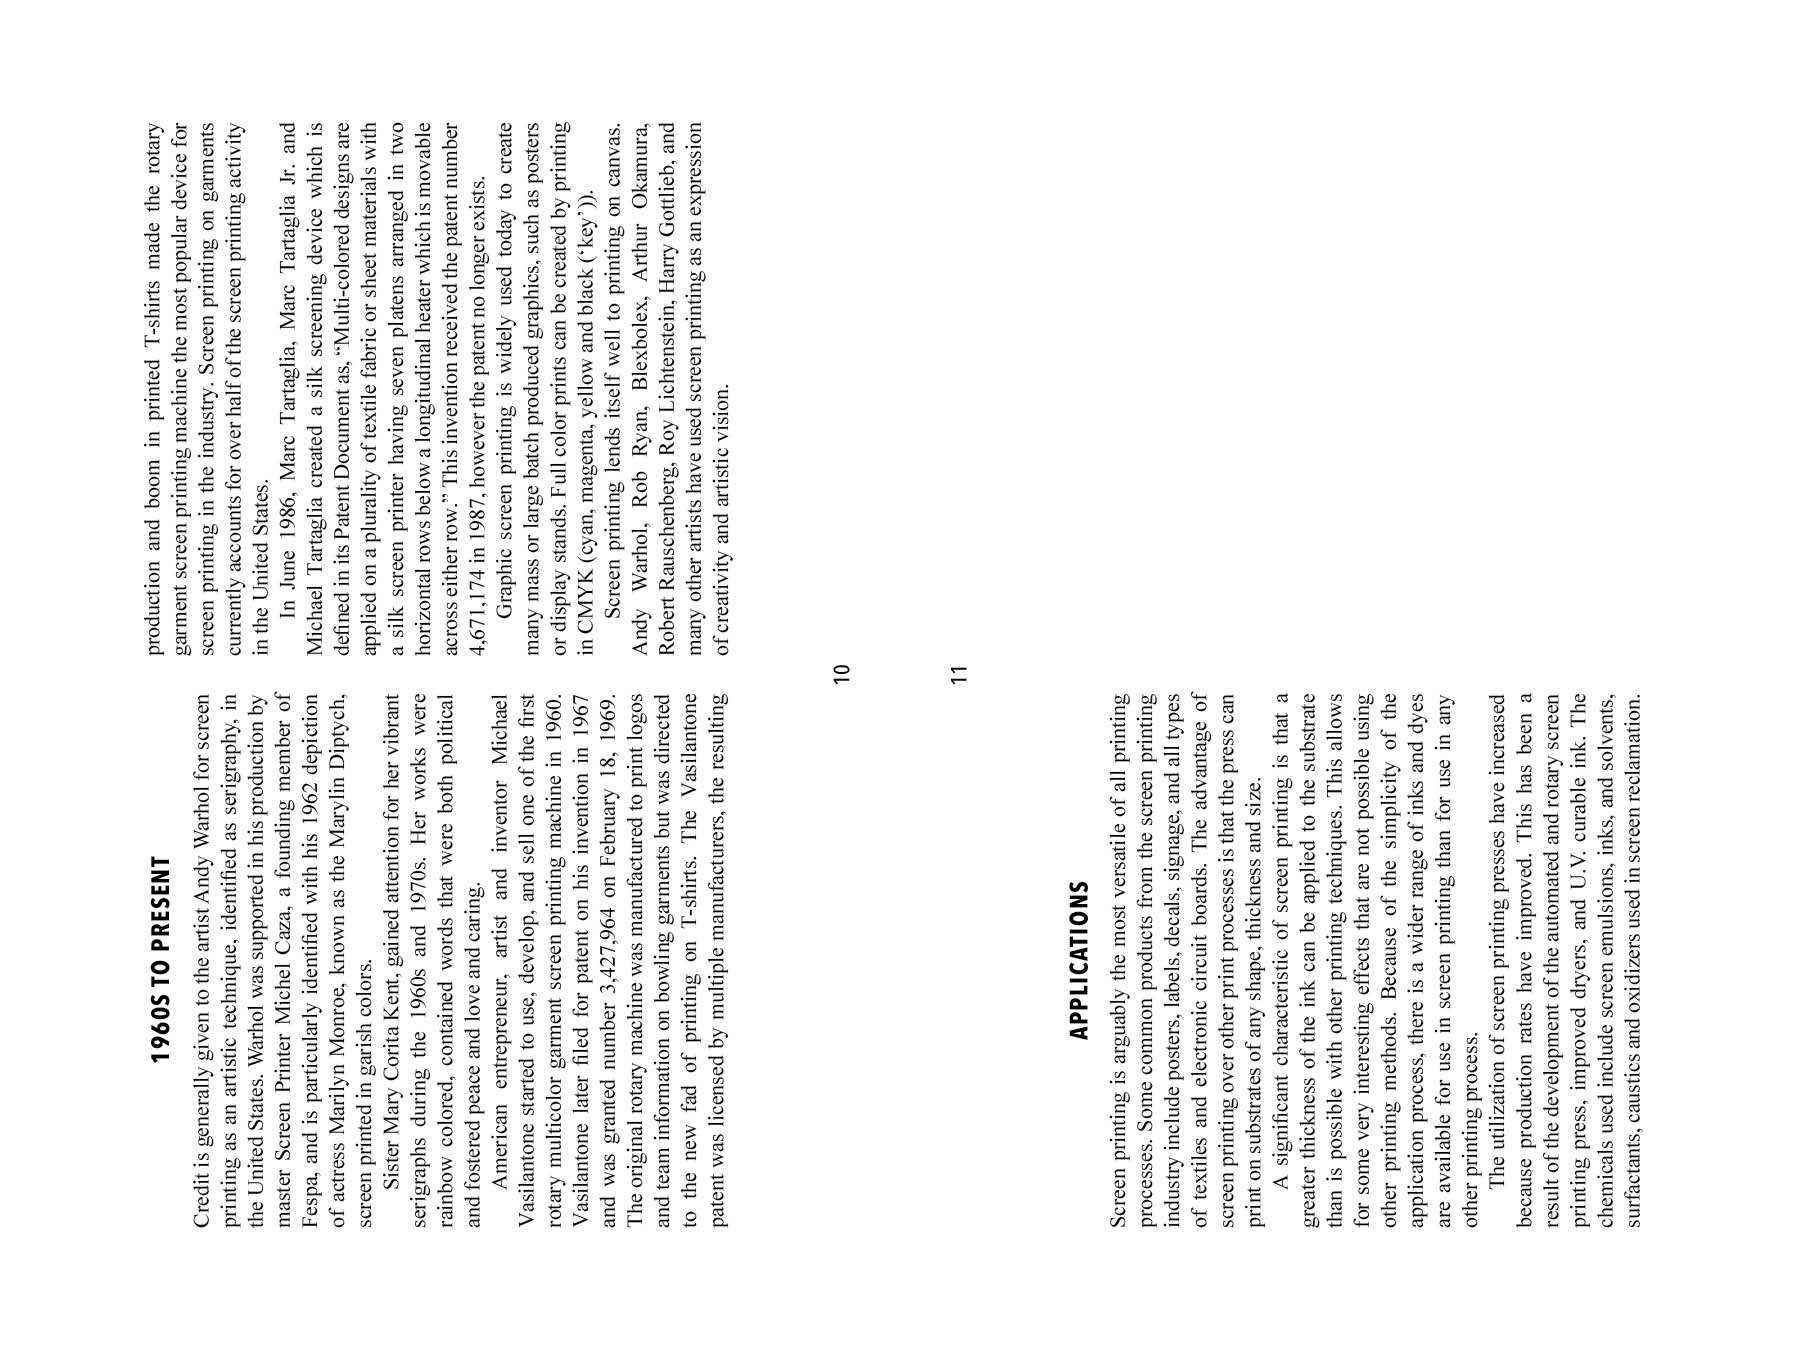 1960S TO PRESENT
Credit is generally given to the artist Andy Warhol for screen
printing as an artistic technique, identified as serigraphy, in
the United States. Warhol was supported in his production by
master Screen Printer Michel Caza, a founding member of
Fespa, and is particularly identified with his 1962 depiction
of actress Marilyn Monroe, known as the Marylin Diptych,
screen printed in garish colors.
Sister Mary Corita Kent, gained attention for her vibrant
serigraphs during the 1960s and 1970s. Her works were
rainbow colored, contained words that were both political
and fostered peace and love and caring.
American entrepreneur, artist and inventor Michael
Vasilantone started to use, develop, and sell one of the first
rotary multicolor garment screen printing machine in 1960.
Vasilantone later filed for patent on his invention in 1967
and was granted number 3,427,964 on February 18, 1969.
The original rotary machine was manufactured to print logos
and team information on bowling garments but was directed
to the new fad of printing on T-shirts. The Vasilantone
patent was licensed by multiple manufacturers, the resulting
production and boom in printed T-shirts made the rotary
garment screen printing machine the most popular device for
screen printing in the industry. Screen printing on garments
currently accounts for over half of the screen printing activity
in the United States.
In June 1986, Marc Tartaglia, Marc Tartaglia Jr. and
Michael Tartaglia created a silk screening device which is
defined in its Patent Document as, “Multi-colored designs are
applied on a plurality of textile fabric or sheet materials with
a silk screen printer having seven platens arranged in two
horizontal rows below a longitudinal heater which is movable
across either row.” This invention received the patent number
4,671,174 in 1987, however the patent no longer exists.
Graphic screen printing is widely used today to create
many mass or large batch produced graphics, such as posters
or display stands. Full color prints can be created by printing
in CMYK (cyan, magenta, yellow and black (‘key’)).
Screen printing lends itself well to printing on canvas.
Andy Warhol, Rob Ryan, Blexbolex, Arthur Okamura,
Robert Rauschenberg, Roy Lichtenstein, Harry Gottlieb, and
many other artists have used screen printing as an expression
of creativity and artistic vision.
10
11
APPLICATIONS
Screen printing is arguably the most versatile of all printing
processes. Some common products from the screen printing
industry include posters, labels, decals, signage, and all types
of textiles and electronic circuit boards. The advantage of
screen printing over other print processes is that the press can
print on substrates of any shape, thickness and size.
A significant characteristic of screen printing is that a
greater thickness of the ink can be applied to the substrate
than is possible with other printing techniques. This allows
for some very interesting effects that are not possible using
other printing methods. Because of the simplicity of the
application process, there is a wider range of inks and dyes
are available for use in screen printing than for use in any
other printing process.
The utilization of screen printing presses have increased
because production rates have improved. This has been a
result of the development of the automated and rotary screen
printing press, improved dryers, and U.V. curable ink. The
chemicals used include screen emulsions, inks, and solvents,
surfactants, caustics and oxidizers used in screen reclamation.